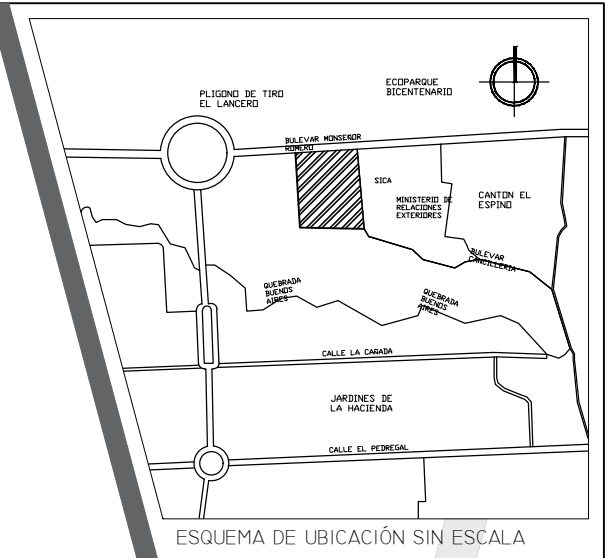 PLIGONO DE TIRO
EL LANCERO
ECOPARQUE
BICENTENARIO
BULEVAR MONSEÑOR
ROMERO
SICA
MINISTERIO DE
RELACIONES
EXTERIORES
CANTON EL
ESPINO
BULEVAR
CANCILLERIA
QUEBRADA
BUENOS
AIRES
QUEBRADA
BUENOS
AIRES
CALLE LA CAÑADA
JARDINES DE
LA HACIENDA
CALLE EL PEDREGAL
ESQUEMA DE UBICACIÓN SIN ESCALA